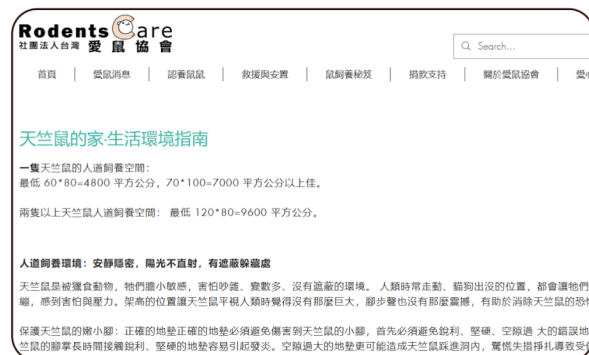 Rodents Care
社團法人台灣 愛鼠協會
Search...
首頁 愛鼠消息 認養鼠鼠 救援與安置 鼠飼養秘笈 捐款支持 關於愛鼠協會 愛
天竺鼠的家-生活環境指南
一隻天竺鼠的人道飼養空間：
最低 60*80=4800 平方公分，70*100=7000 平方公分以上佳。
兩隻以上天竺鼠人道飼養空間： 最低 120*80=9600 平方公分。
人道飼養環境：安靜隱密，陽光不直射，有遮蔽躲藏處
天竺鼠是被獵食動物，牠們膽小敏感，害怕吵雜、變數多、沒有遮蔽的環境。 人類時常走動、貓狗出沒的位置，都會讓牠們
繃，感到害怕與壓力。架高的位置讓天竺鼠平視人類時覺得沒有那麼巨大，腳步聲也沒有那麼震撼，有助於消除天竺鼠的恐
保護天竺鼠的嫩小腳：正確的地墊正確的地墊必須避免傷害到天竺鼠的小腳，首先必須避免銳利、堅硬、空隙過 大的錯誤地
竺鼠的腳掌長時間接觸銳利、堅硬的地墊容易引起發炎。空隙過大的地墊更可能造成天竺鼠踩進洞內，驚慌失措掙扎導致受